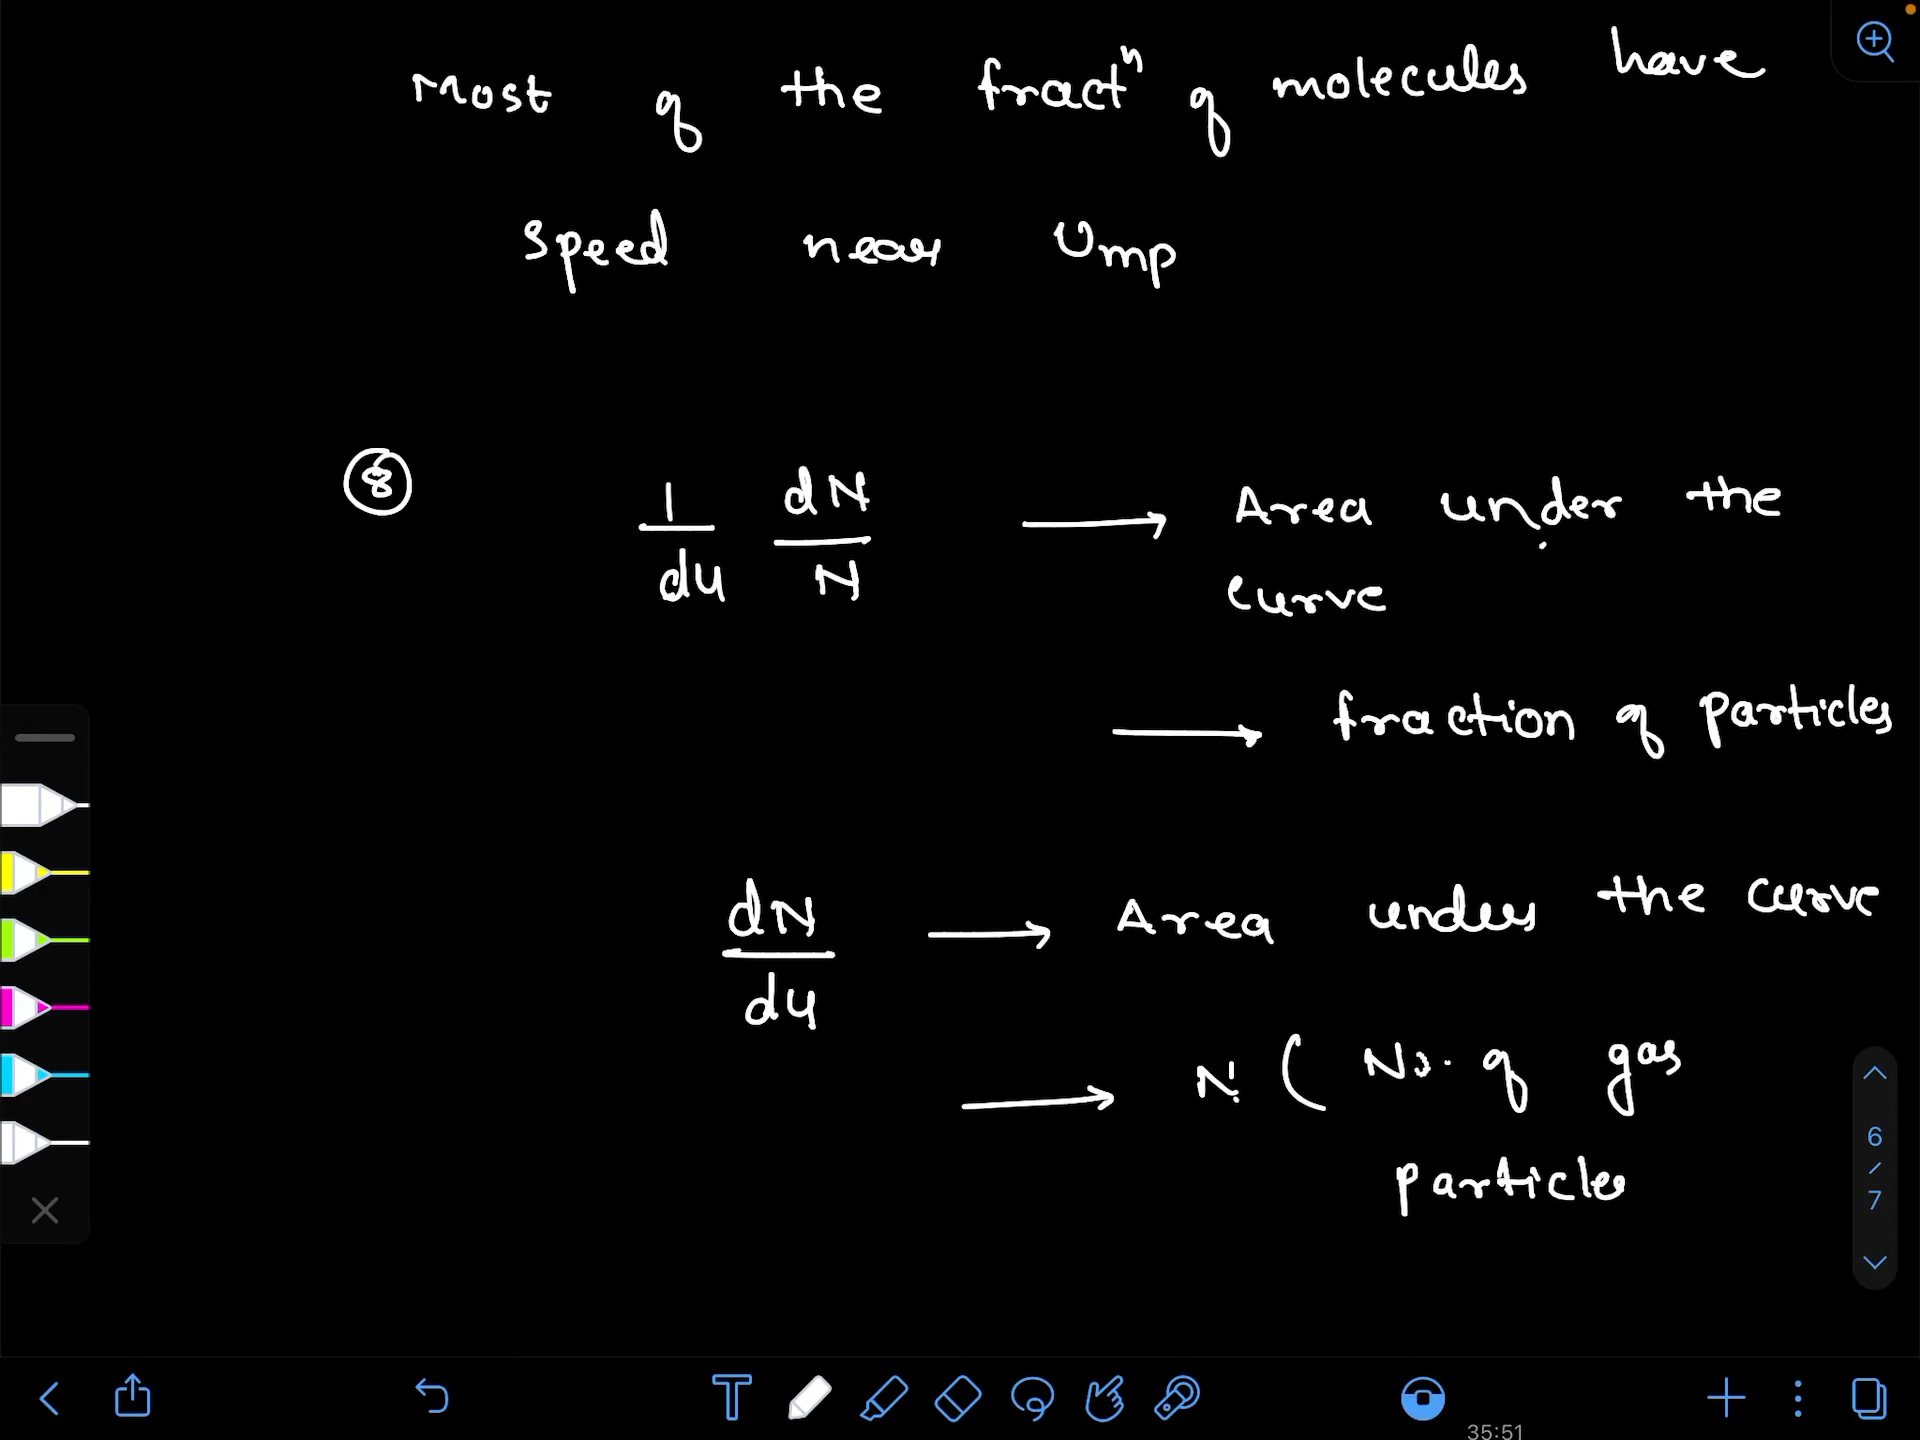 Most of the fractⁿ of molecules have
speed near Ump
⑧ 1/du dN/N → Area under the
curve
→ fraction of particles
dN/du → Area under the curve
→ N ( No. of gas
particles
6
/
7
35:51